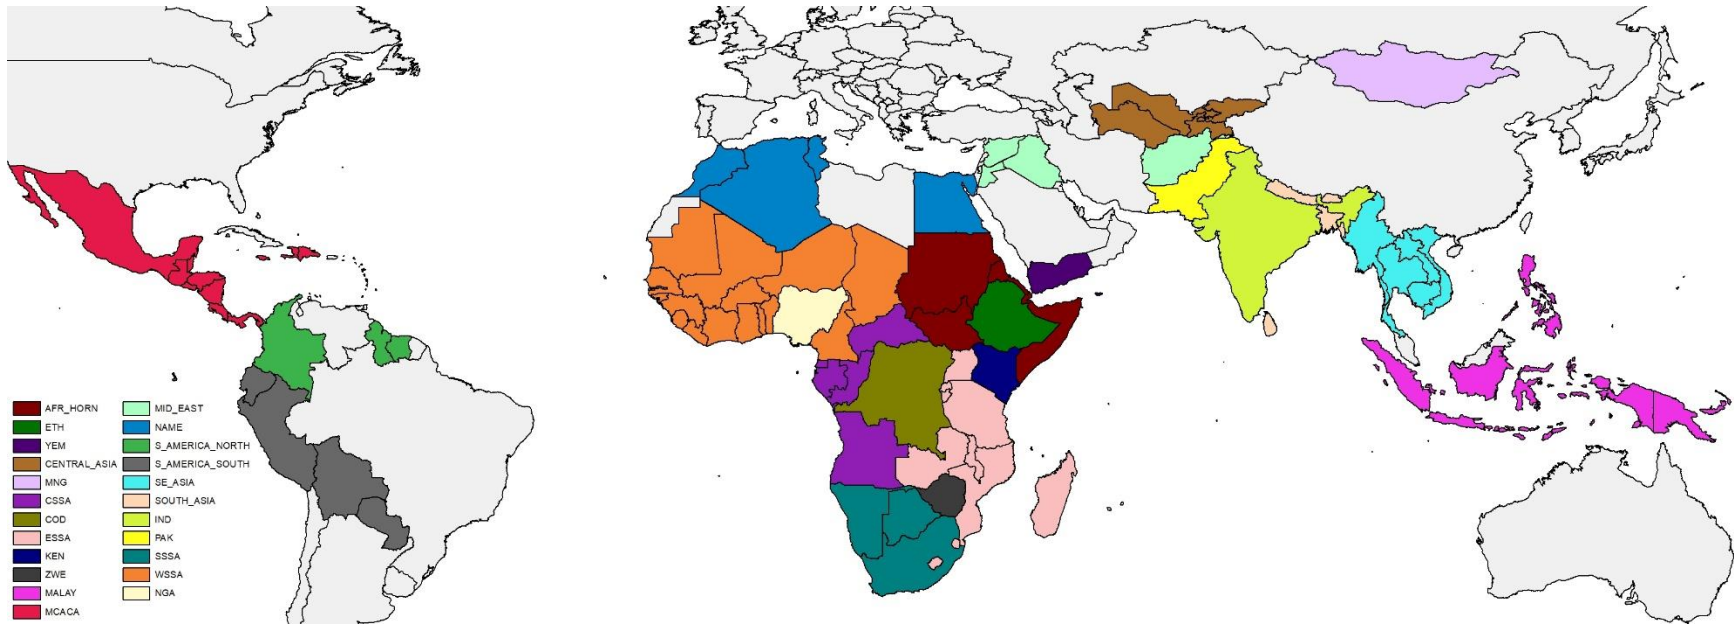 AFR_HORN
ETH
YEM
CENTRAL_ASIA
MNG
CSSA
COD
ESSA
KEN
ZWE
MALAY
MCACA
MID_EAST
NAME
S_AMERICA_NORTH
S_AMERICA_SOUTH
SE_ASIA
SOUTH_ASIA
IND
PAK
SSSA
WSSA
NGA